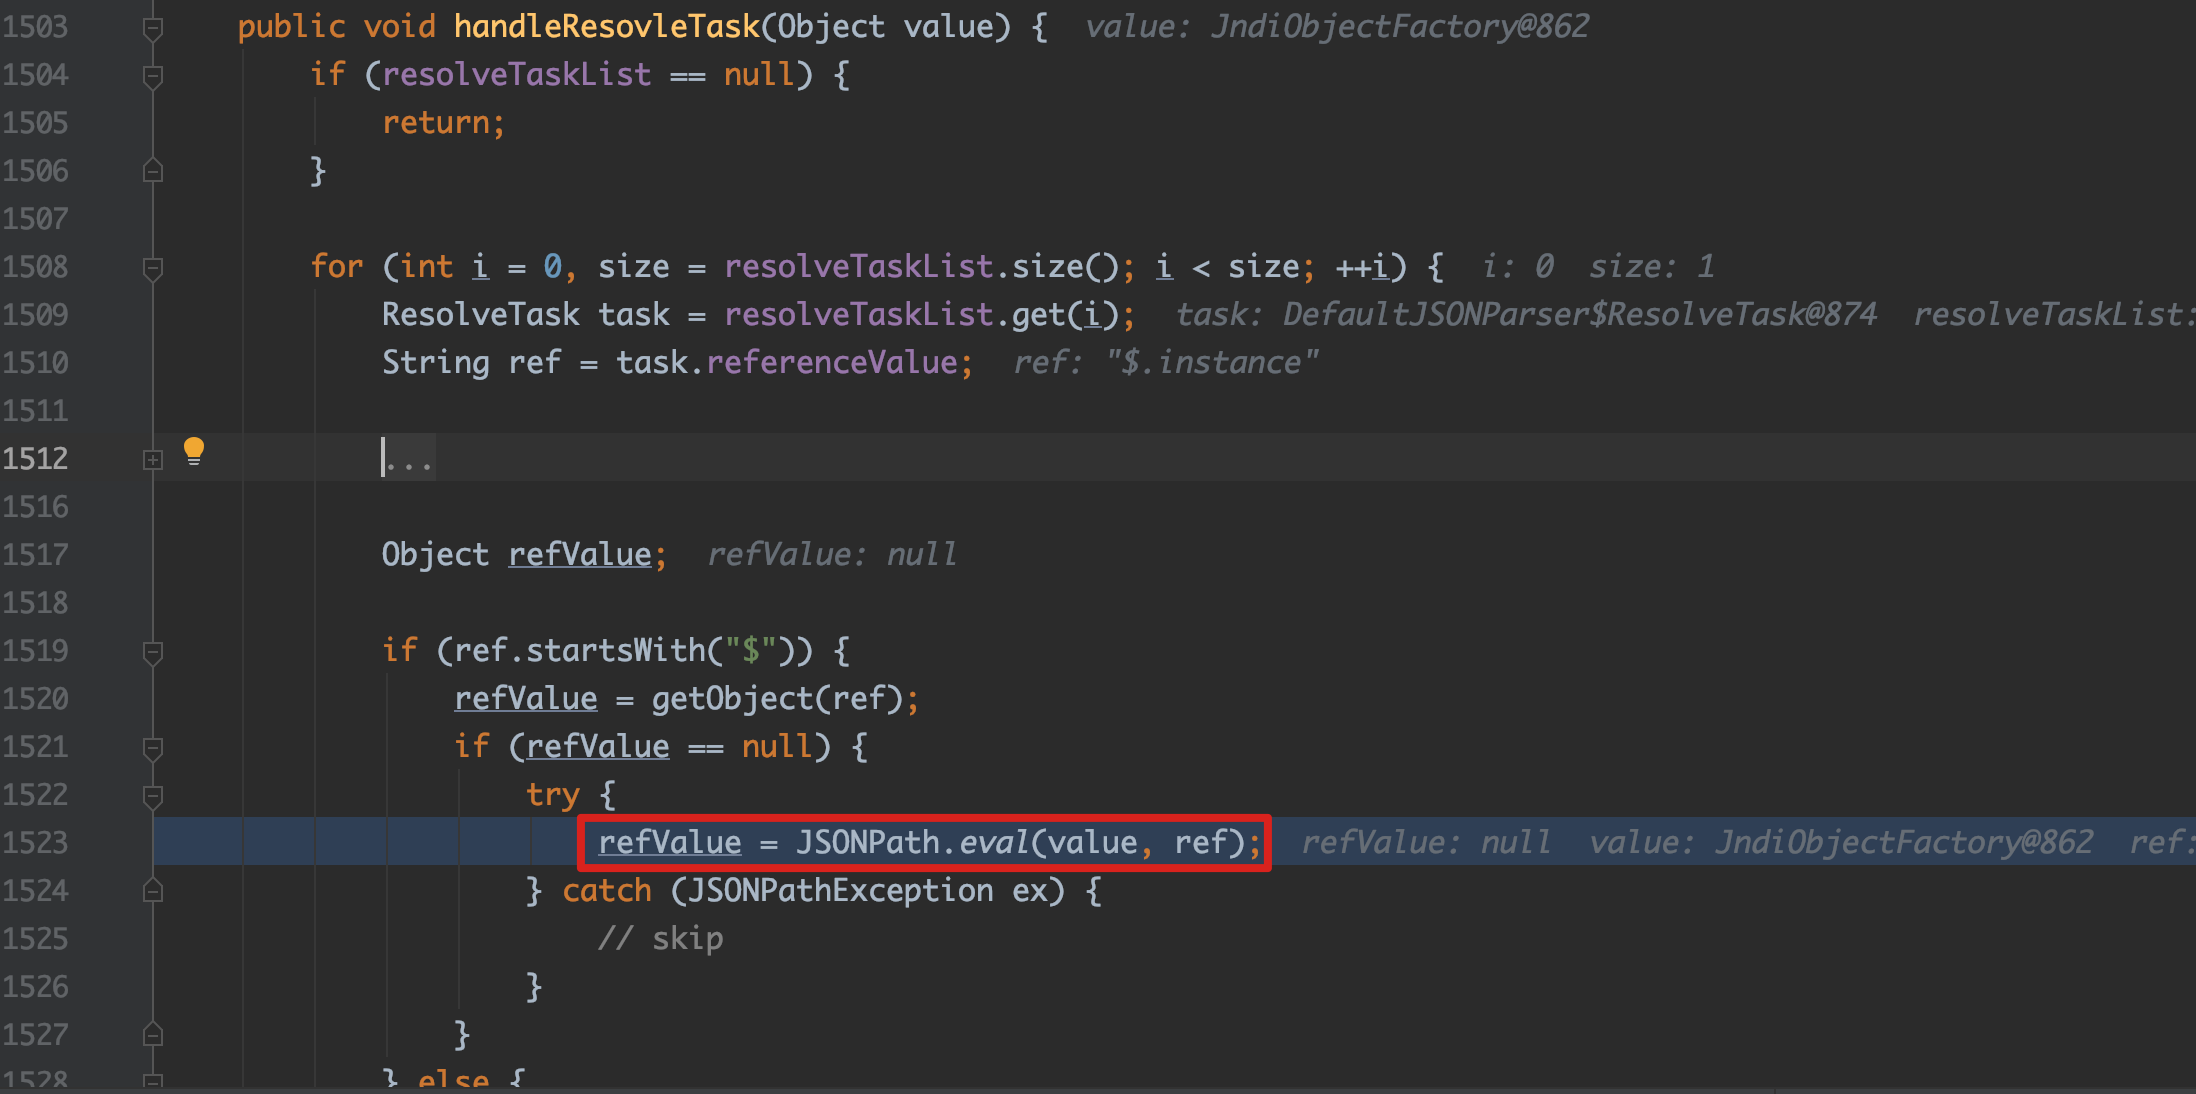 1503 public void handleResovleTask(Object value) { value: JndiObjectFactory@862
1504 if (resolveTaskList == null) {
1505 return;
1506 }
1507
1508 for (int i = 0, size = resolveTaskList.size(); i < size; ++i) { i: 0 size: 1
1509 ResolveTask task = resolveTaskList.get(i); task: DefaultJSONParser$ResolveTask@874 resolveTaskList:
1510 String ref = task.referenceValue; ref: "$.instance"
1511
1512 ...
1516
1517 Object refValue; refValue: null
1518
1519 if (ref.startsWith("$")) {
1520 refValue = getObject(ref);
1521 if (refValue == null) {
1522 try {
1523 refValue = JSONPath.eval(value, ref); refValue: null value: JndiObjectFactory@862 ref:
1524 } catch (JSONPathException ex) {
1525 // skip
1526 }
1527 }
1528 } else {